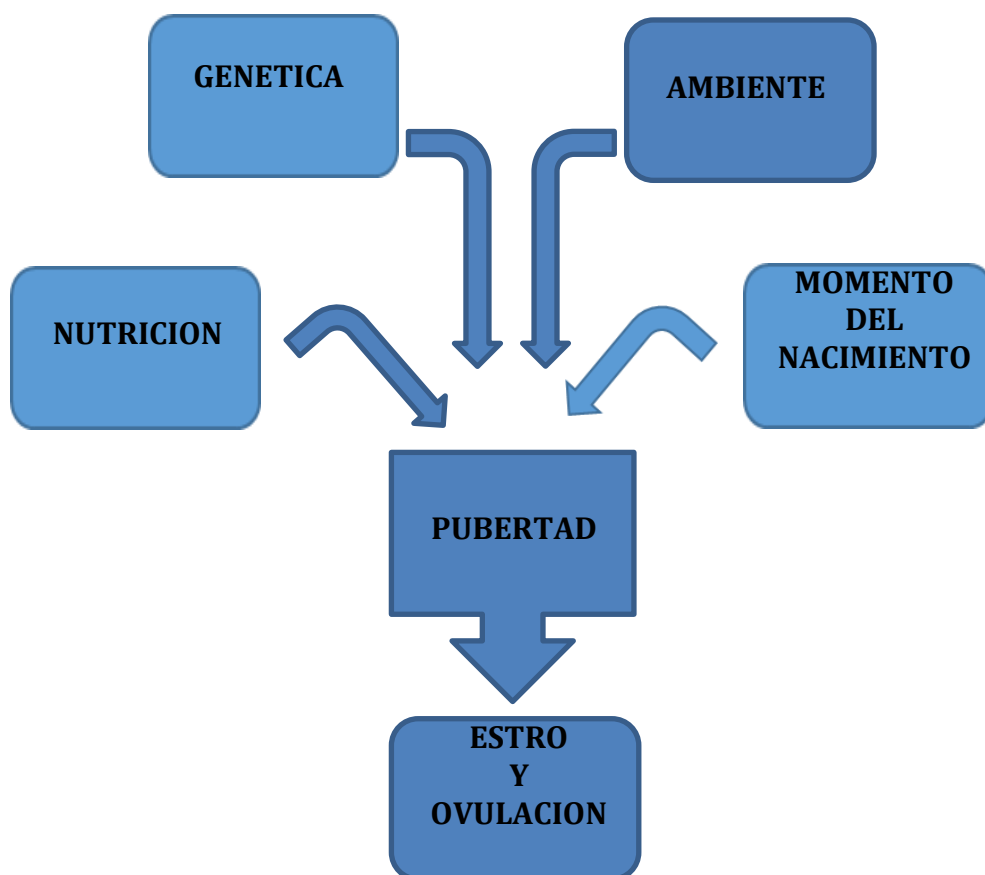 GENETICA
AMBIENTE
NUTRICION
MOMENTO
DEL
NACIMIENTO
PUBERTAD
ESTRO
Y
OVULACION